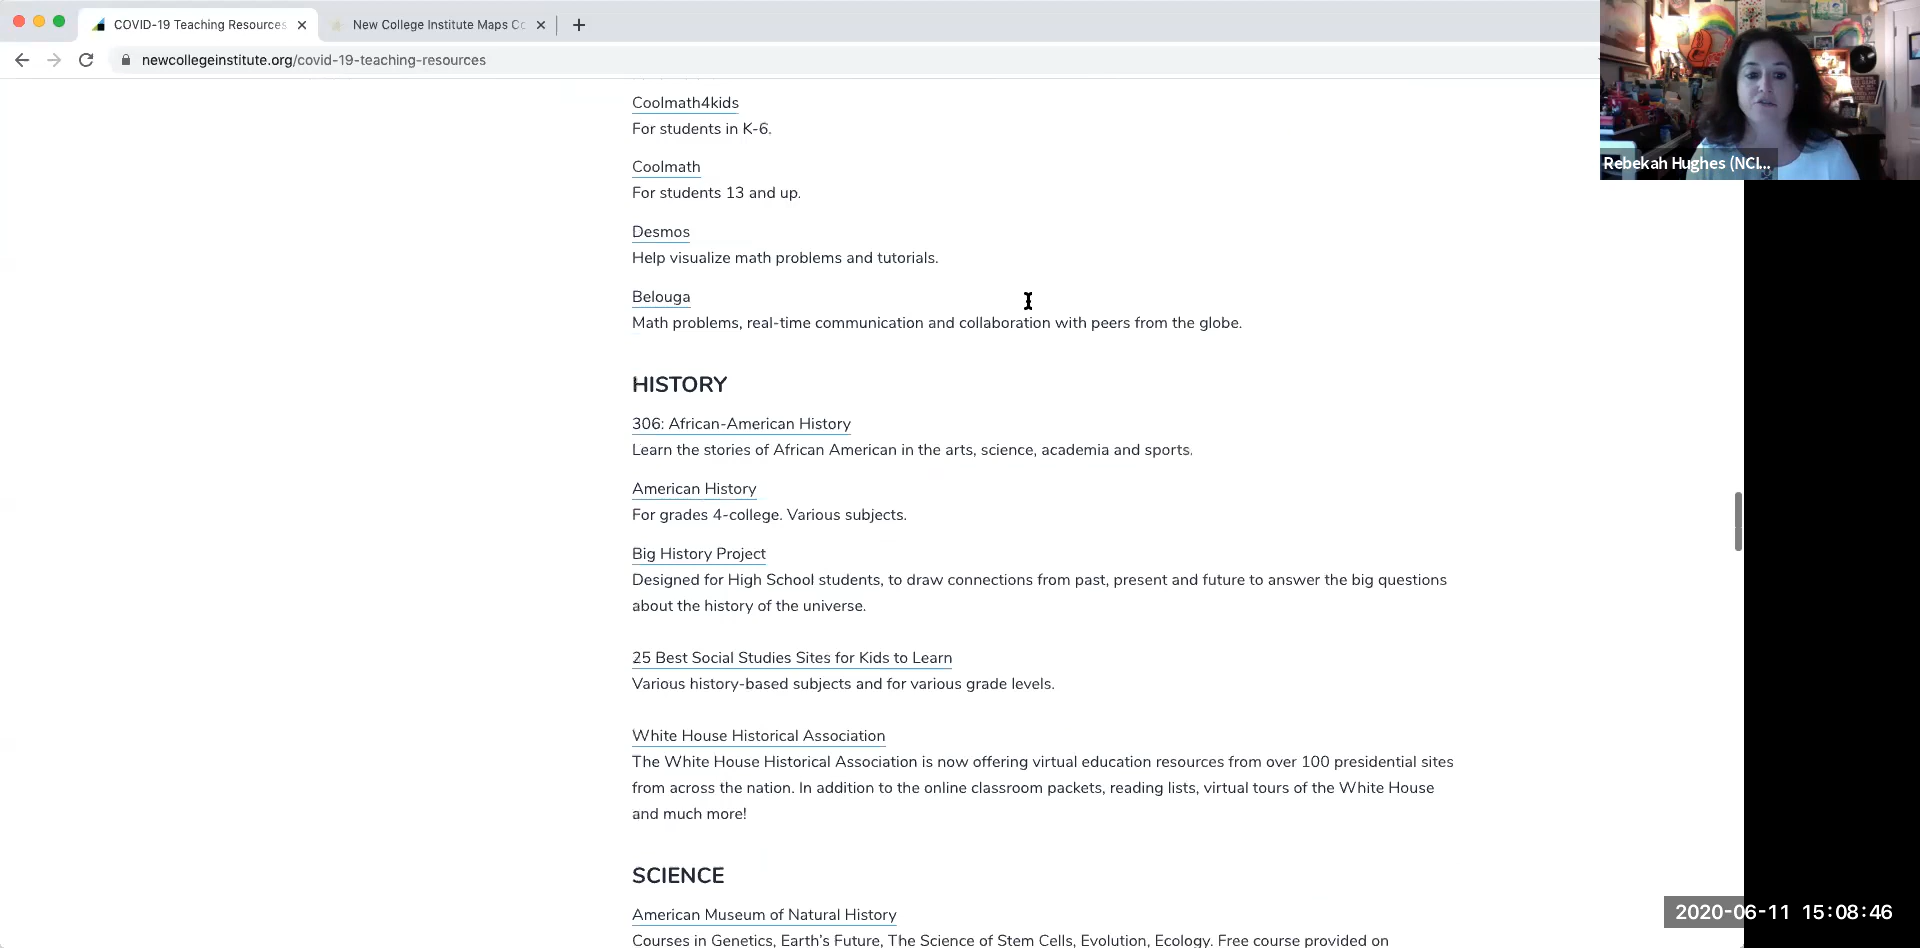 COVID-19 Teaching Resources
New College Institute Maps Co
newcollegeinstitute.org/covid-19-teaching-resources
Rebekah Hughes (NCI...
Coolmath4kids
For students in K-6.
Coolmath
For students 13 and up.
Desmos
Help visualize math problems and tutorials.
Belouga
Math problems, real-time communication and collaboration with peers from the globe.
HISTORY
306: African-American History
Learn the stories of African American in the arts, science, academia and sports.
American History
For grades 4-college. Various subjects.
Big History Project
Designed for High School students, to draw connections from past, present and future to answer the big questions
about the history of the universe.
25 Best Social Studies Sites for Kids to Learn
Various history-based subjects and for various grade levels.
White House Historical Association
The White House Historical Association is now offering virtual education resources from over 100 presidential sites
from across the nation. In addition to the online classroom packets, reading lists, virtual tours of the White House
and much more!
SCIENCE
American Museum of Natural History
Courses in Genetics, Earth's Future, The Science of Stem Cells, Evolution, Ecology. Free course provided on
2020-06-11 15:08:46